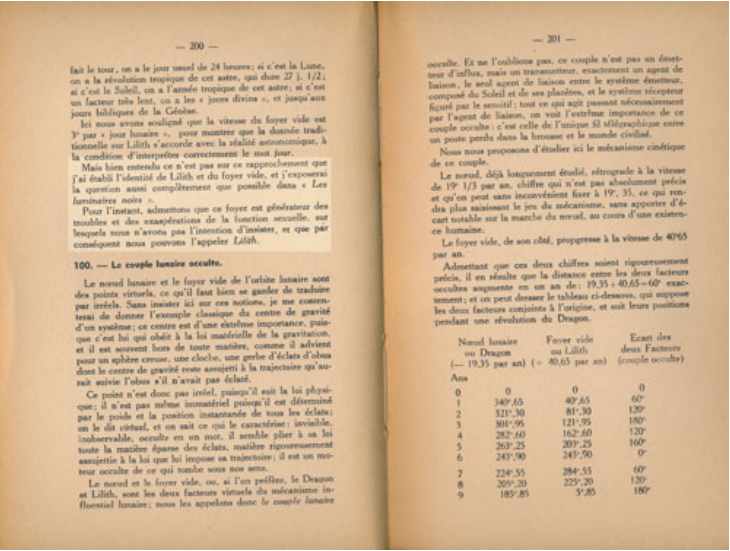 — 200 —
fait le tour, on a le jour usuel de 24 heures; si c'est la Lune,
on a la révolution tropique de cet astre, qui dure 27 j. 1/2;
si c'est le Soleil, on a l'année tropique de cet astre; si c'est
un facteur très lent, on a les « jours divins », et jusqu'aux
jours bibliques de la Génèse.
Ici nous avons souligné que la vitesse du foyer vide est
3° par « jour lunaire », pour montrer que la donnée tradi-
tionnelle sur Lilith s'accorde avec la réalité astronomique, à
la condition d'interpréter correctement le mot jour.
Mais bien entendu ce n'est pas sur ce rapprochement que
j'ai établi l'identité de Lilith et du foyer vide, et j'exposerai
la question aussi complètement que possible dans « Les
luminaires noirs ».
Pour l'instant, admettons que ce foyer est générateur des
troubles et des exaspérations de la fonction sexuelle, sur
lesquels nous n'avons pas l'intention d'insister, et que par
conséquent nous pouvons l'appeler Lilith.
100. — Le couple lunaire occulte.
Le nœud lunaire et le foyer vide de l'orbite lunaire sont
des points virtuels, ce qu'il faut bien se garder de traduire
par irréels. Sans insister ici sur ces notions, je me conten-
terai de donner l'exemple classique du centre de gravité
d'un système; ce centre est d'une extrême importance, puis-
que c'est lui qui obéit à la loi matérielle de la gravitation,
et il est souvent hors de toute matière, comme il advient
pour un sphère creuse, une cloche, une gerbe d'éclats d'obus
dont le centre de gravité reste assujetti à la trajectoire qu'au-
rait suivie l'obus s'il n'avait pas éclaté.
Ce point n'est donc pas irréel, puisqu'il suit la loi physi-
que; il n'est pas même immatériel puisqu'il est déterminé
par le poids et la position instantanée de tous les éclats;
on le dit virtuel, et on sait ce qui le caractérise; invisible,
inobservable, occulte en un mot, il semble plier à sa loi
toute la matière éparse des éclats, matière rigoureusement
assujettie à la loi que lui impose sa trajectoire; il est un mo-
teur occulte de ce qui tombe sous nos sens.
Le nœud et le foyer vide, ou, si l'on préfère, le Dragon
et Lilith, sont les deux facteurs virtuels du mécanisme in-
fluentiel lunaire; nous les appelons donc le couple lunaire
— 201 —
occulte. Et ne l'oublions pas, ce couple n'est pas un émet-
teur d'influx, mais un transmetteur, exactement un agent de
liaison, le seul agent de liaison entre le système émetteur,
composé du Soleil et de ses planètes, et le système récepteur
figuré par le sensitif; tout ce qui agit passant nécessairement
par l'agent de liaison, on voit l'extrême importance de ce
couple occulte; c'est celle de l'unique fil télégraphique entre
un poste perdu dans la brousse et le monde civilisé.
Nous nous proposons d'étudier ici le mécanisme cinétique
de ce couple.
Le nœud, déjà longuement étudié, rétrograde à la vitesse
de 19° 1/3 par an, chiffre qui n'est pas absolument précis
et qu'on peut sans inconvénient fixer à 19°, 35, ce qui ren-
dra plus saisissant le jeu du mécanisme, sans apporter d'é-
cart notable sur la marche du nœud, au cours d'une existen-
ce humaine.
Le foyer vide, de son côté, progresse à la vitesse de 40°65
par an.
Admettant que ces deux chiffres soient rigoureusement
précis, il en résulte que la distance entre les deux facteurs
occultes augmente en un an de: 19,35 + 40,65 = 60° exac-
tement; et on peut dresser le tableau ci-dessous, qui suppose
les deux facteurs conjoints à l'origine, et suit leurs positions
pendant une révolution du Dragon.
Nœud lunaire Foyer vide Ecart des
ou Dragon ou Lilith deux Facteurs
(— 19,35 par an) (+ 40,65 par an) (couple occulte)
Ans
0 0 0 0
1 340°,65 40°,65 60°
2 321°,30 81°,30 120°
3 301°,95 121°,95 180°
4 282°,60 162°,60 120°
5 263°,25 203°,25 160°
6 243°,90 243°,90 0°
7 224°,55 284°,55 60°
8 205°,20 225°,20 120°
9 185°,85 5°,85 180°